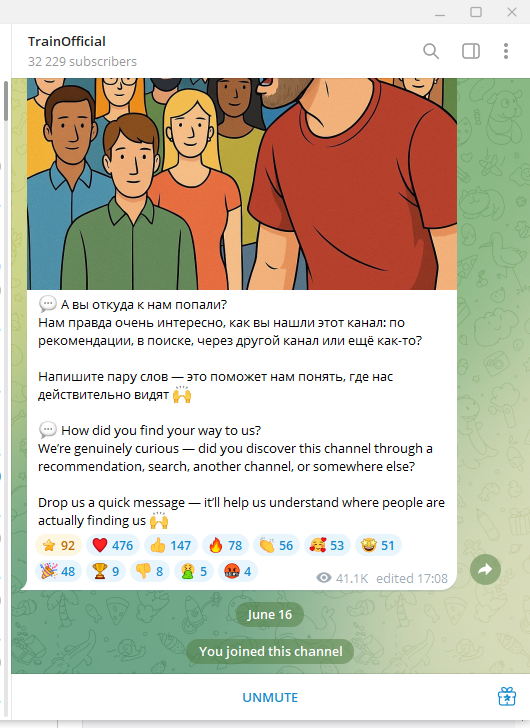 TrainOfficial
32 229 subscribers
💬 А вы откуда к нам попали?
Нам правда очень интересно, как вы нашли этот канал: по
рекомендации, в поиске, через другой канал или ещё как-то?
Напишите пару слов — это поможет нам понять, где нас
действительно видят 🙌
💬 How did you find your way to us?
We're genuinely curious — did you discover this channel through a
recommendation, search, another channel, or somewhere else?
Drop us a quick message — it'll help us understand where people are
actually finding us 🙌
⭐ 92 ❤️ 476 👍 147 🔥 78 👏 56 🥰 53 🤩 51
🎉 48 🏆 9 👎 8 🤮 5 🤬 4 41.1K edited 17:08
June 16
You joined this channel
UNMUTE